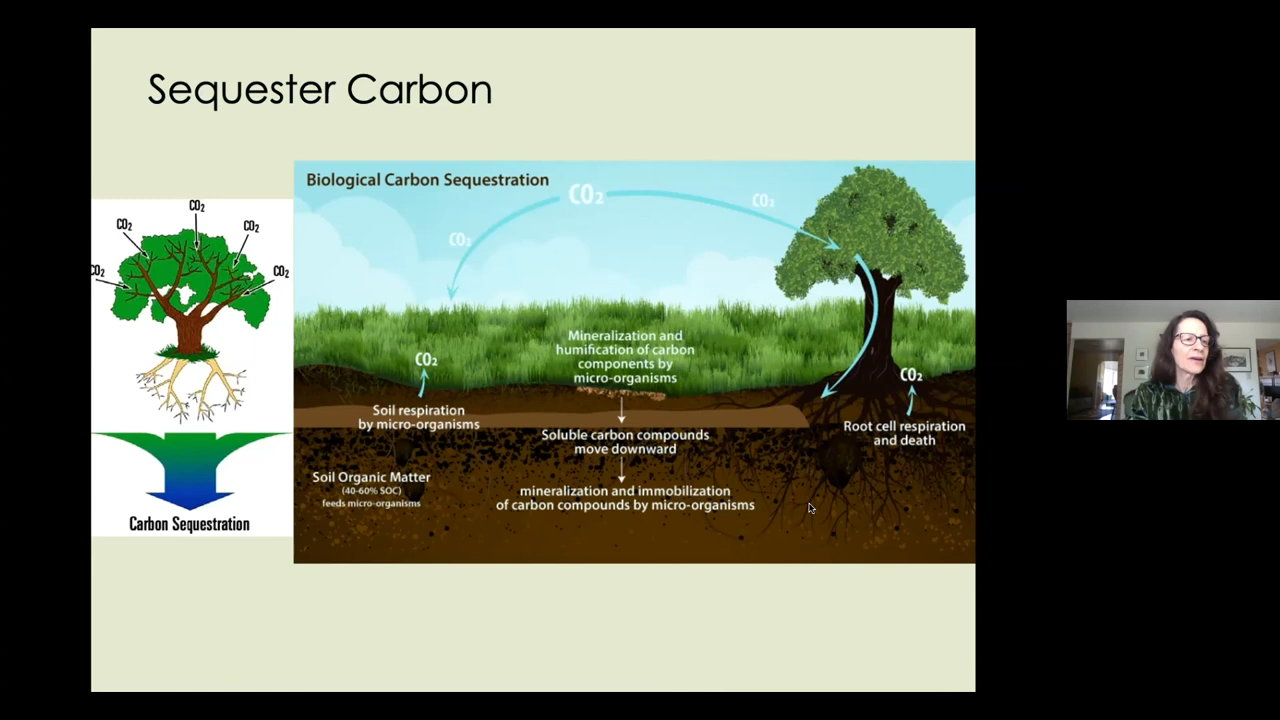 Sequester Carbon
CO₂
CO₂
CO₂
CO₂
CO₂
Carbon Sequestration
Biological Carbon Sequestration
CO₂
CO₂
CO₂
Mineralization and
humification of carbon
components by
micro-organisms
CO₂
Soil respiration
by micro-organisms
CO₂
Root cell respiration
and death
Soluble carbon compounds
move downward
Soil Organic Matter
(40-60% SOC)
feeds micro-organisms
mineralization and immobilization
of carbon compounds by micro-organisms